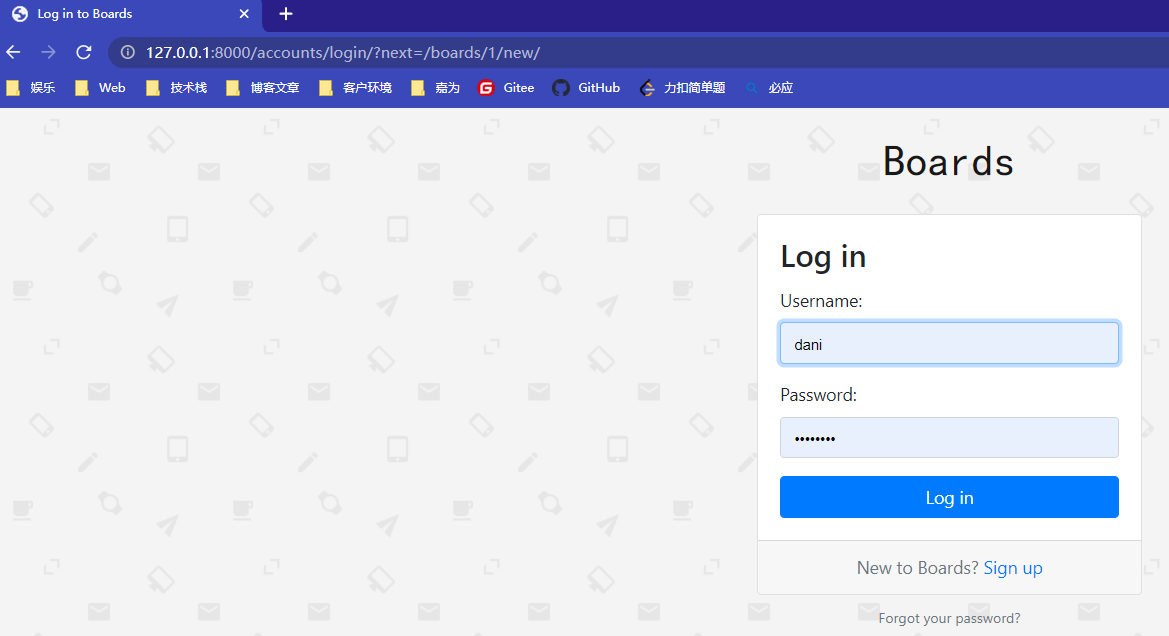 Log in to Boards
127.0.0.1:8000/accounts/login/?next=/boards/1/new/
娱乐 Web 技术栈 博客文章 客户环境 嘉为 Gitee GitHub 力扣简单题 必应
Boards
Log in
Username:
dani
Password:
••••••••
Log in
New to Boards? Sign up
Forgot your password?